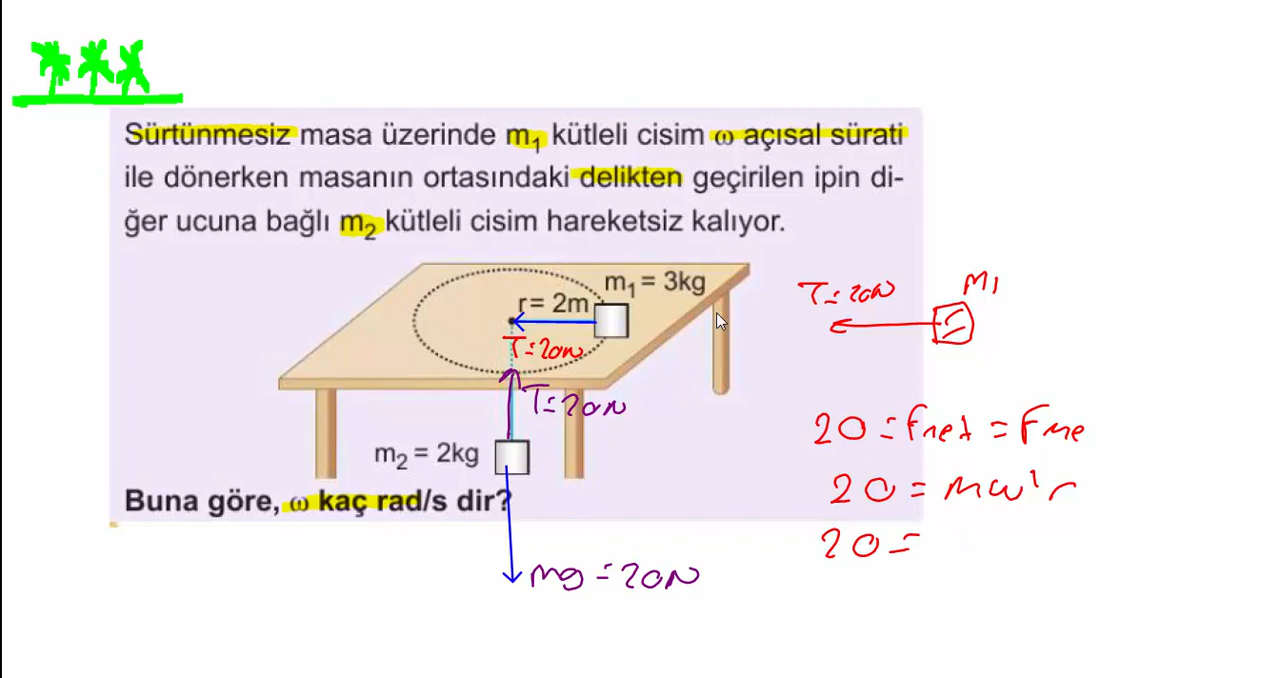 Sürtünmesiz masa üzerinde m₁ kütleli cisim ω açısal sürati
ile dönerken masanın ortasındaki delikten geçirilen ipin di-
ğer ucuna bağlı m₂ kütleli cisim hareketsiz kalıyor.
m₁ = 3kg
r = 2m
T=20N
T=20N
m₂ = 2kg
Buna göre, ω kaç rad/s dir?
mg = 20N
T=20N
M1
20 = Fnet = Fme
20 = mω²r
20 =